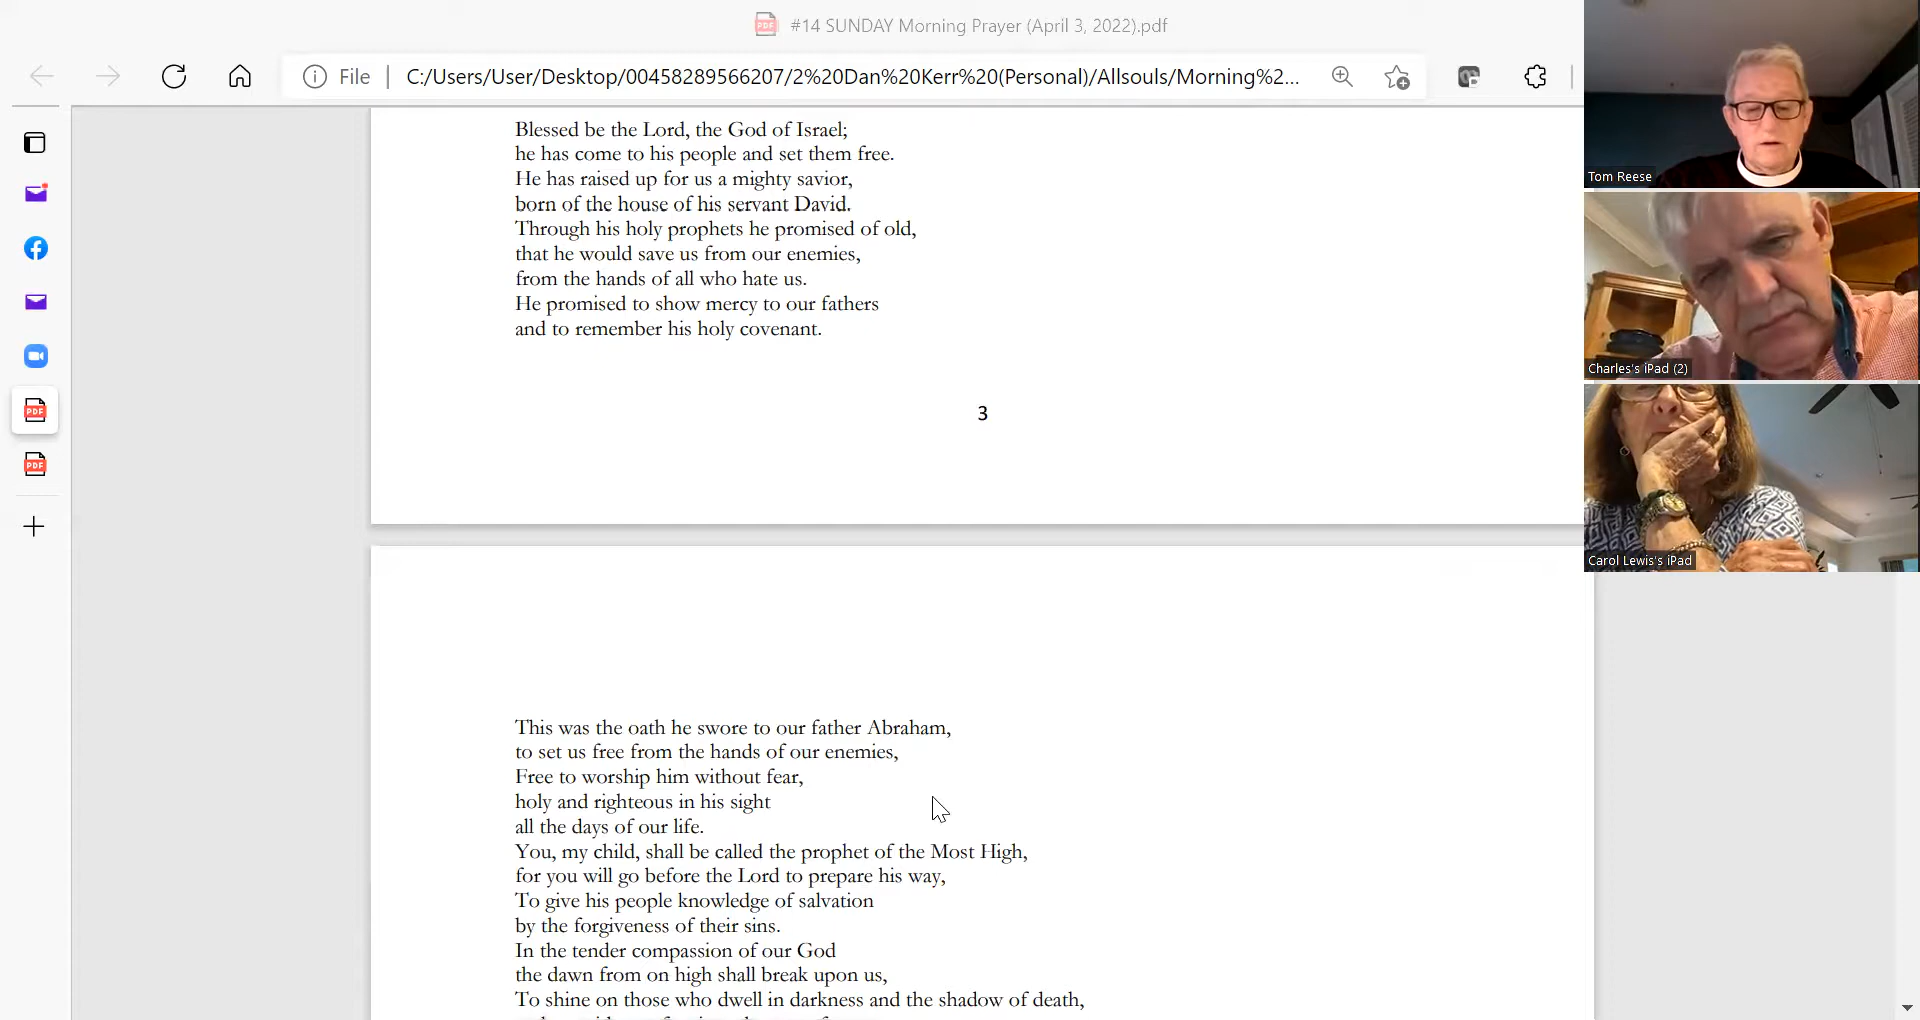 #14 SUNDAY Morning Prayer (April 3, 2022).pdf
File
C:/Users/User/Desktop/00458289566207/2%20Dan%20Kerr%20(Personal)/Allsouls/Morning%2...
Blessed be the Lord, the God of Israel;
he has come to his people and set them free.
He has raised up for us a mighty savior,
born of the house of his servant David.
Through his holy prophets he promised of old,
that he would save us from our enemies,
from the hands of all who hate us.
He promised to show mercy to our fathers
and to remember his holy covenant.
3
This was the oath he swore to our father Abraham,
to set us free from the hands of our enemies,
Free to worship him without fear,
holy and righteous in his sight
all the days of our life.
You, my child, shall be called the prophet of the Most High,
for you will go before the Lord to prepare his way,
To give his people knowledge of salvation
by the forgiveness of their sins.
In the tender compassion of our God
the dawn from on high shall break upon us,
To shine on those who dwell in darkness and the shadow of death,
Tom Reese
Charles's iPad (2)
Carol Lewis's iPad
PDF
PDF
PDF